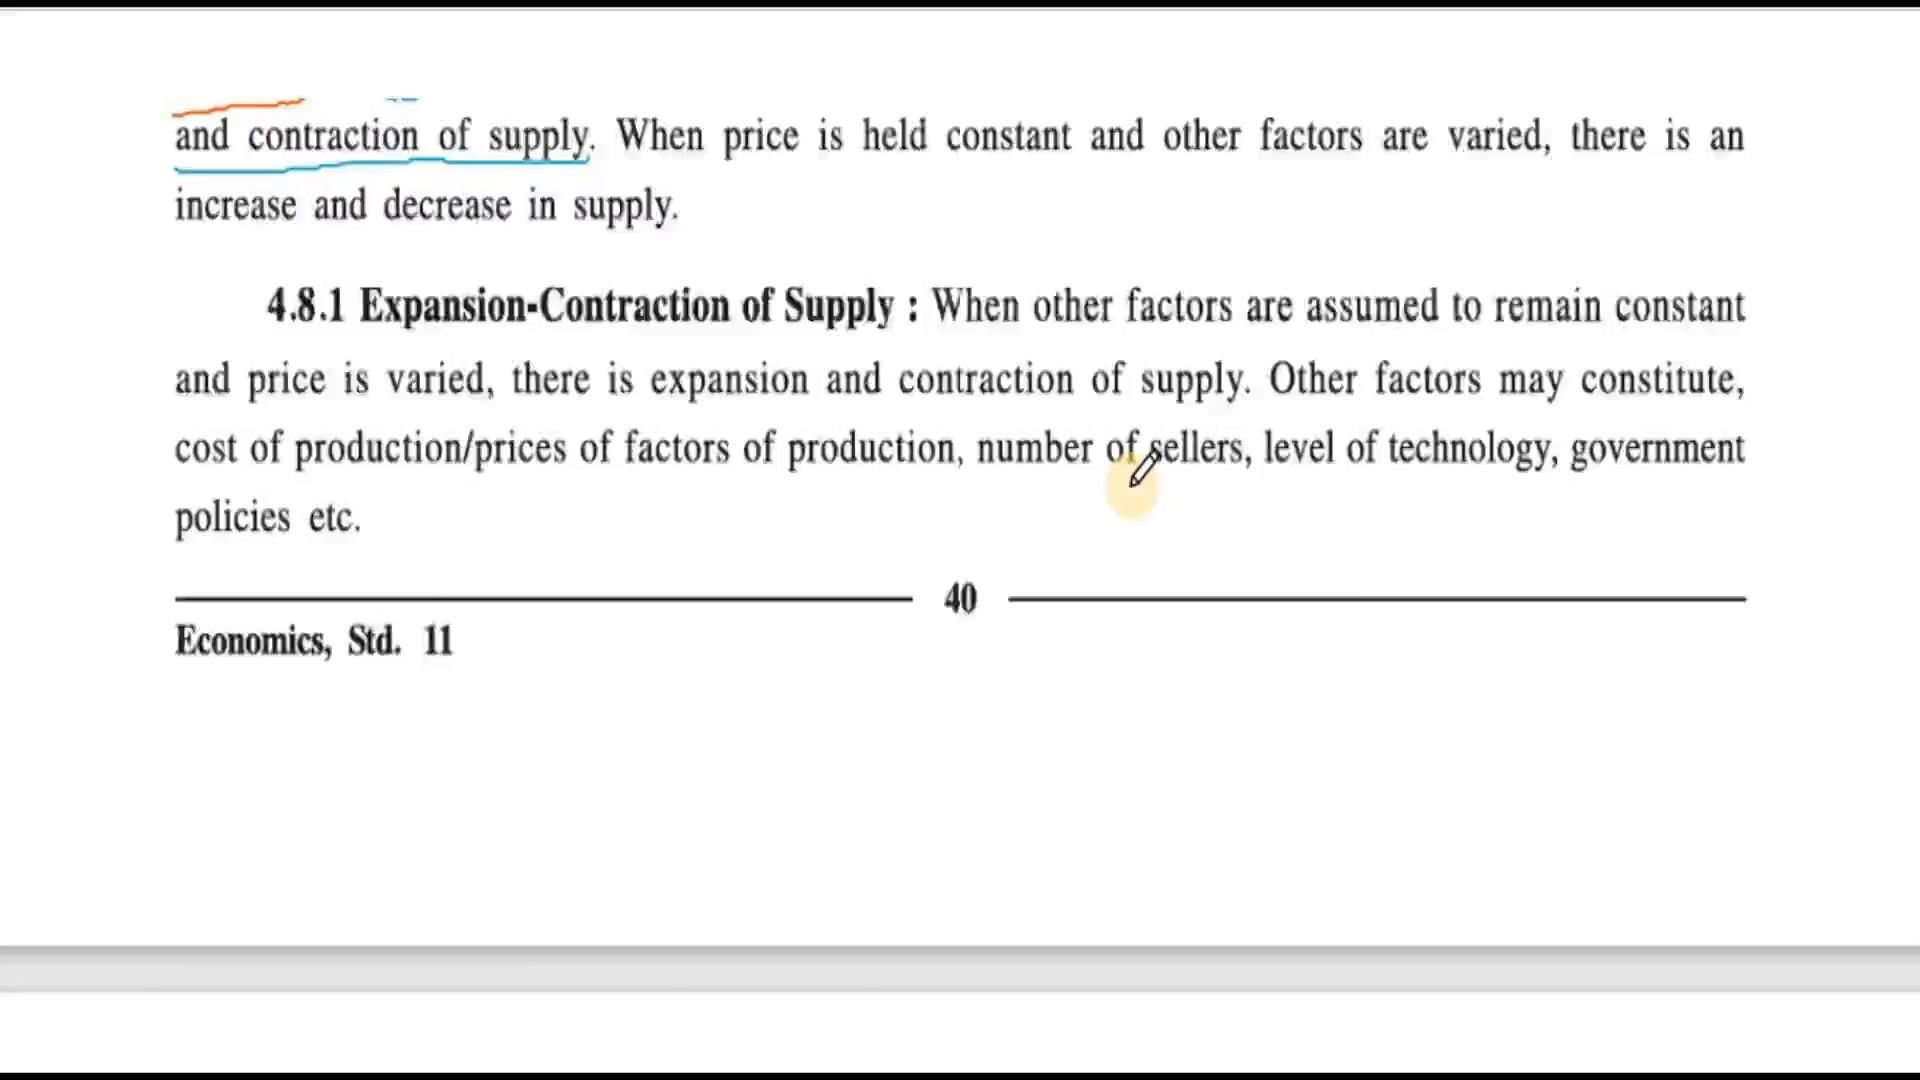 and contraction of supply. When price is held constant and other factors are varied, there is an
increase and decrease in supply.
4.8.1 Expansion-Contraction of Supply : When other factors are assumed to remain constant
and price is varied, there is expansion and contraction of supply. Other factors may constitute,
cost of production/prices of factors of production, number of sellers, level of technology, government
policies etc.
40
Economics, Std. 11